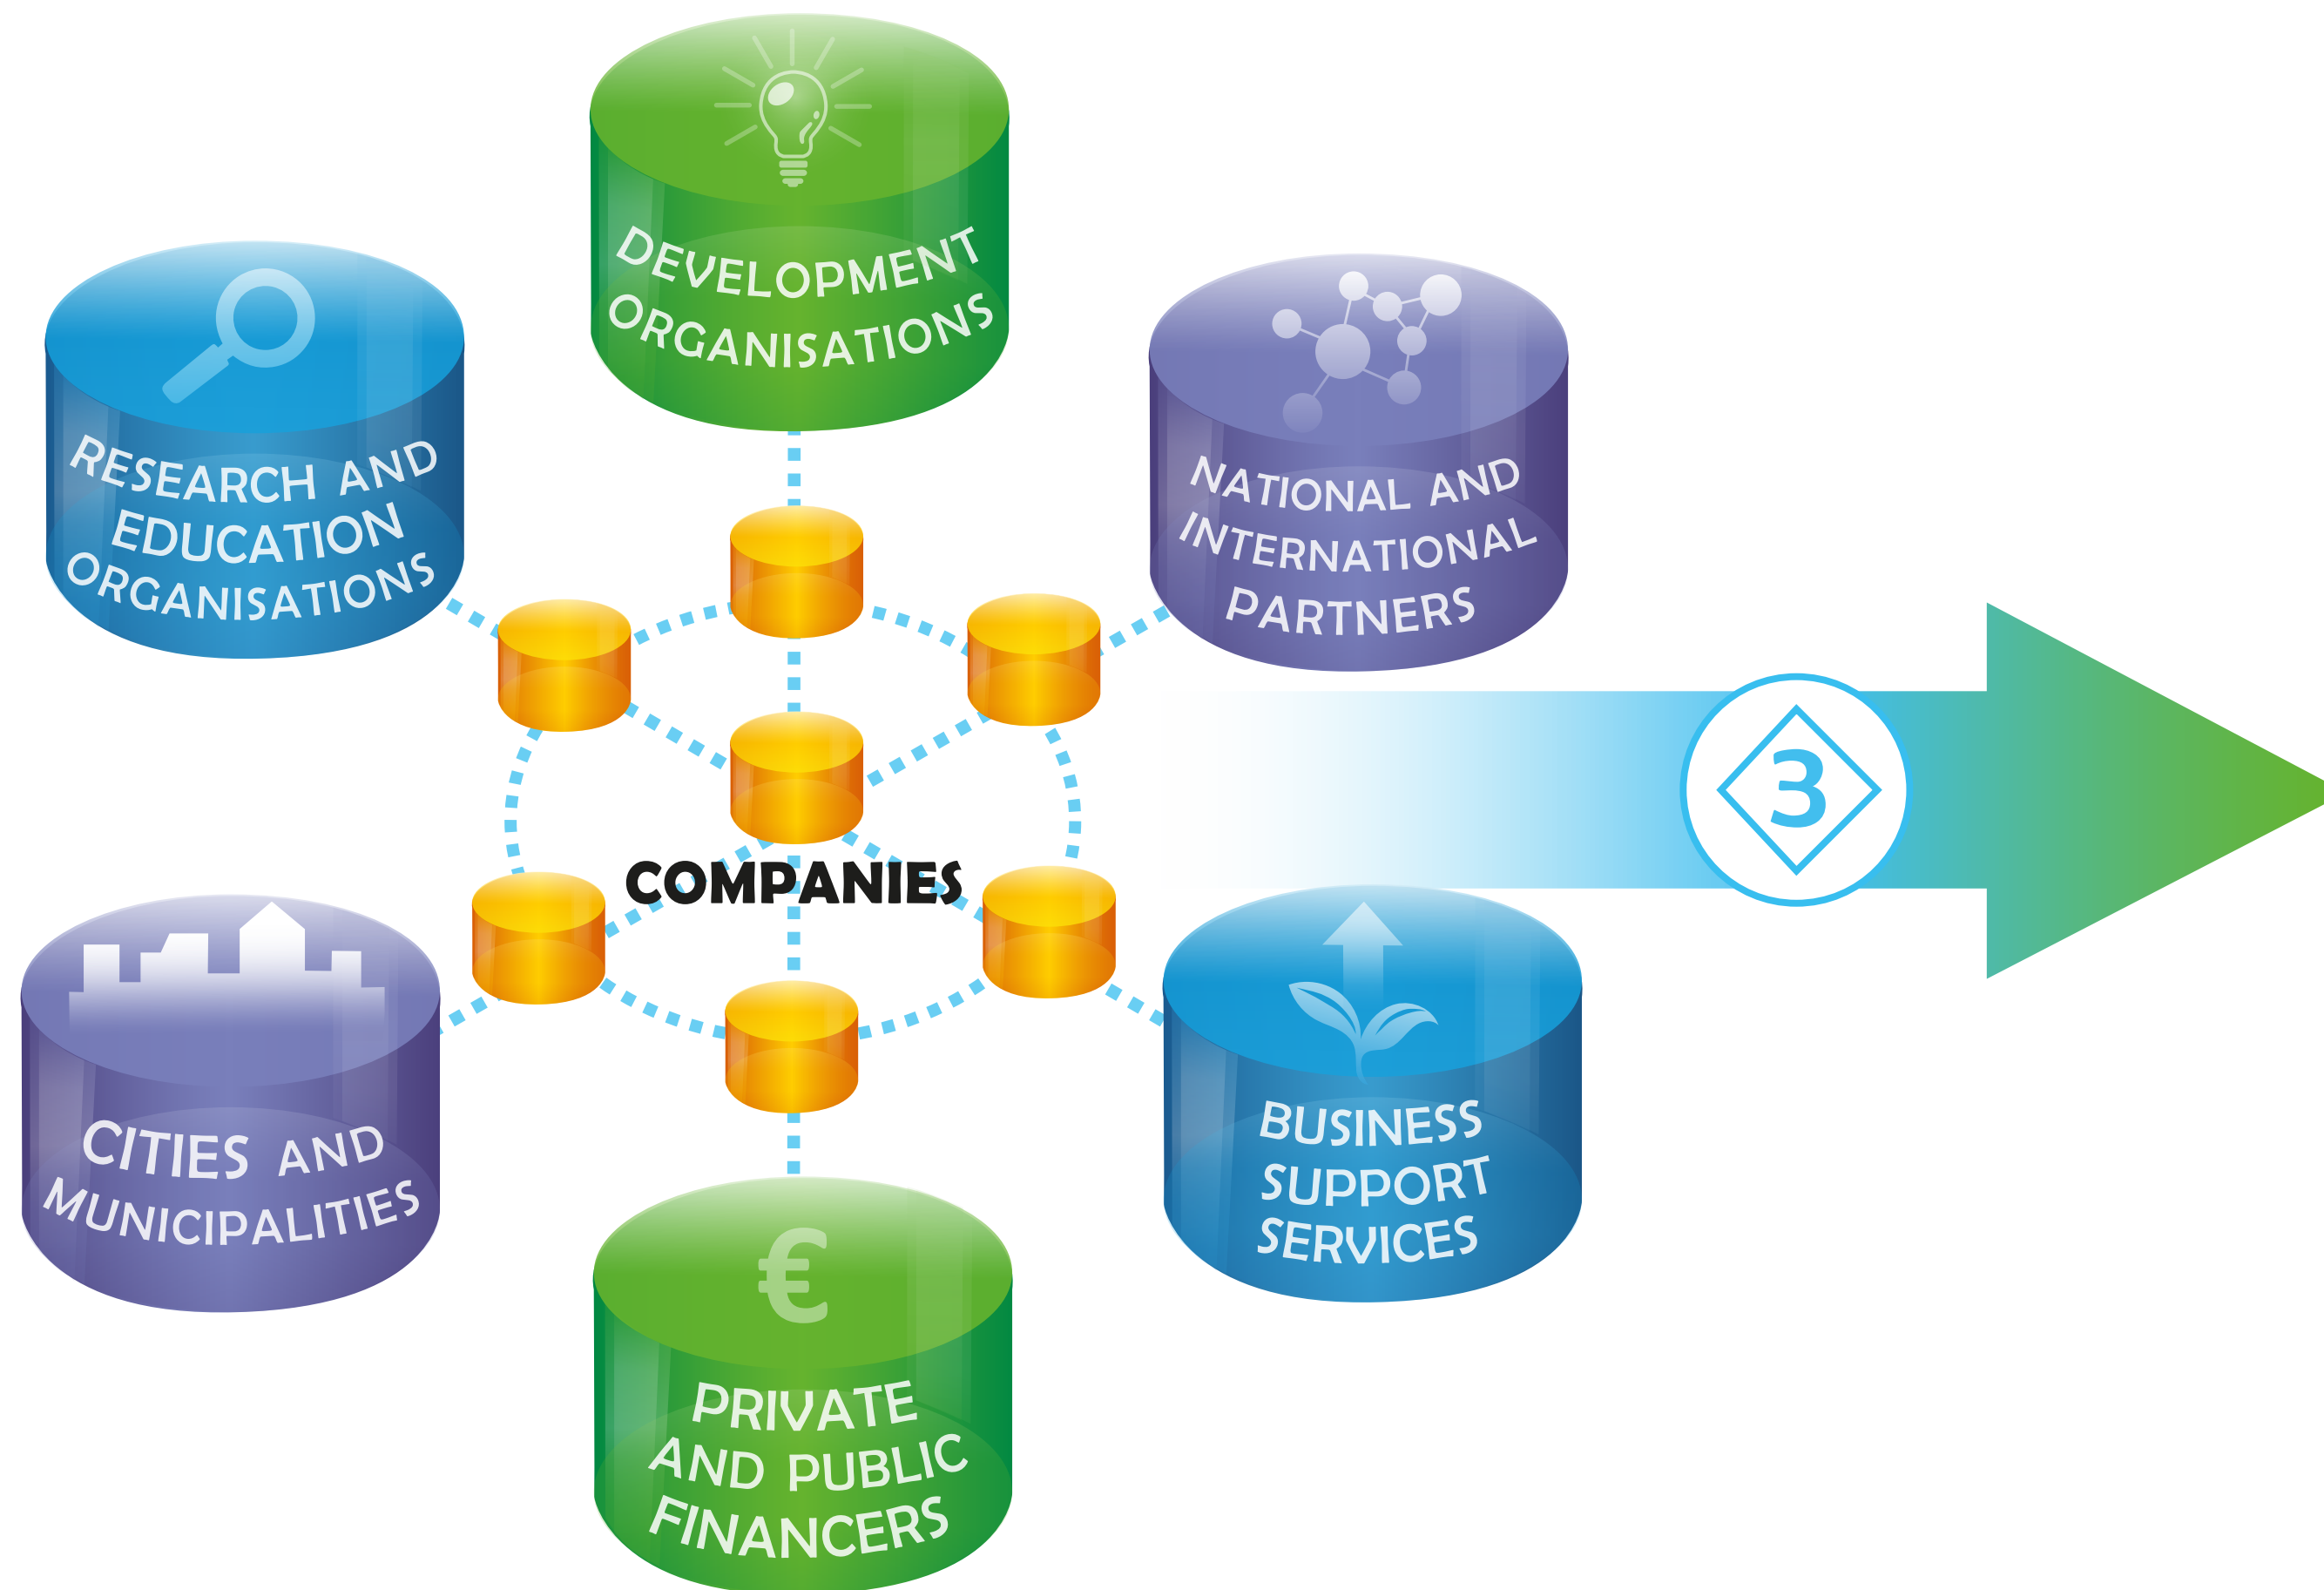 DEVELOPMENT
ORGANISATIONS
RESEARCH AND
EDUCATION
ORGANISATIONS
NATIONAL AND
INTERNATIONAL
PARTNERS
3
COMPANIES
CITIES AND
MUNICIPALITIES
BUSINESS
SUPPORT
SERVICES
€
PRIVATE
AND PUBLIC
FINANCERS